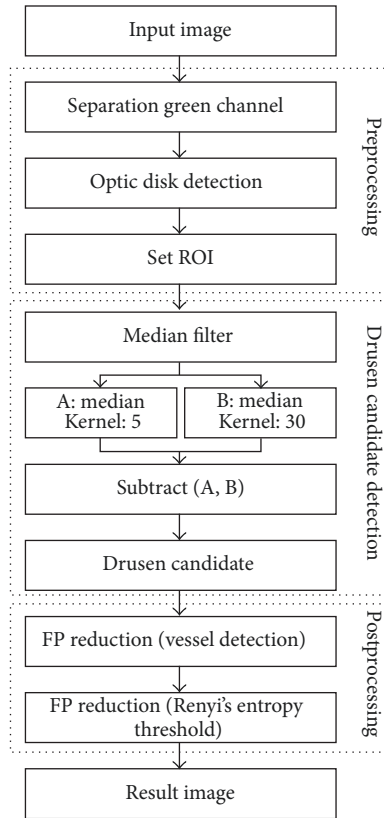 Input image
Separation green channel
Optic disk detection
Set ROI
Preprocessing
Median filter
A: median
Kernel: 5
B: median
Kernel: 30
Subtract (A, B)
Drusen candidate
Drusen candidate detection
FP reduction (vessel detection)
FP reduction (Renyi's entropy
threshold)
Postprocessing
Result image